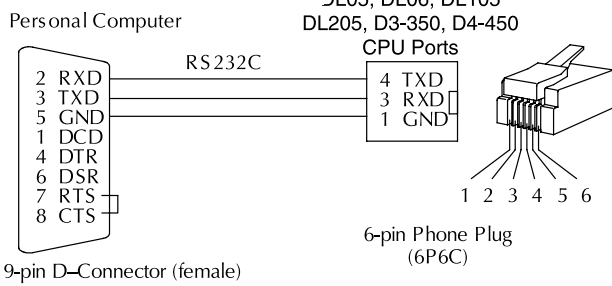 DL05, DL06, DL105
Personal Computer
DL205, D3-350, D4-450
CPU Ports
RS232C
2 RXD
3 TXD
5 GND
1 DCD
4 DTR
6 DSR
7 RTS
8 CTS
4 TXD
3 RXD
1 GND
1 2 3 4 5 6
6-pin Phone Plug
(6P6C)
9-pin D–Connector (female)